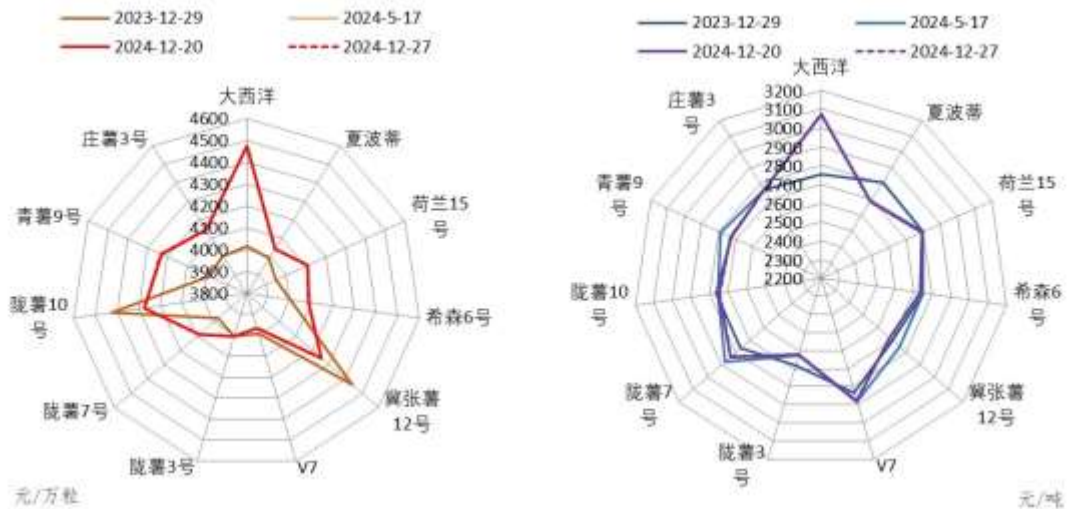 2023-12-29
2024-5-17
2024-12-20
2024-12-27
大西洋
夏波蒂
荷兰15
号
希森6号
冀张薯
12号
V7
陇薯3号
陇薯7号
陇薯10
号
青薯9号
庄薯3号
4600
4500
4400
4300
4200
4100
4000
3900
3800
元/万粒
2023-12-29
2024-5-17
2024-12-20
2024-12-27
大西洋
夏波蒂
荷兰15
号
希森6
号
冀张薯
12号
V7
陇薯3
号
陇薯7
号
陇薯10
号
青薯9
号
庄薯3
号
3200
3100
3000
2900
2800
2700
2600
2500
2400
2300
2200
元/吨